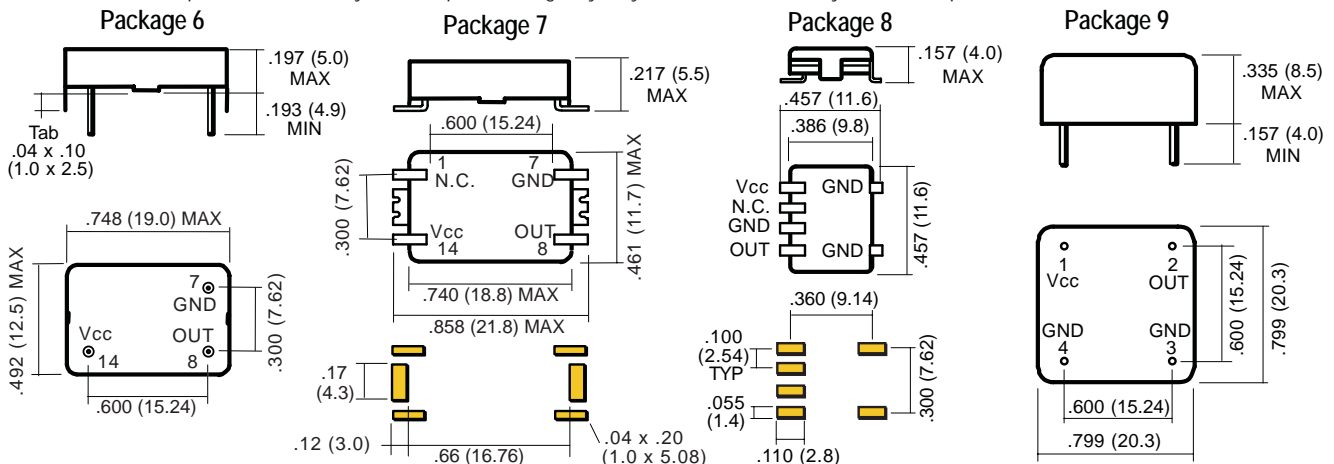 Package 6
.197 (5.0)
MAX
.193 (4.9)
MIN
Tab
.04 x .10
(1.0 x 2.5)
.748 (19.0) MAX
.492 (12.5) MAX
7
GND
Vcc
OUT
14
8
.300 (7.62)
.600 (15.24)
Package 7
.217 (5.5)
MAX
.600 (15.24)
1
7
N.C.
GND
Vcc
OUT
14
8
.300 (7.62)
.461 (11.7) MAX
.740 (18.8) MAX
.858 (21.8) MAX
.17
(4.3)
.12 (3.0)
.66 (16.76)
.04 x .20
(1.0 x 5.08)
Package 8
.157 (4.0)
MAX
.457 (11.6)
.386 (9.8)
Vcc
GND
N.C.
GND
OUT
GND
.457 (11.6)
.360 (9.14)
.100
(2.54)
TYP
.055
(1.4)
.300 (7.62)
.110 (2.8)
Package 9
.335 (8.5)
MAX
.157 (4.0)
MIN
1
2
Vcc
OUT
GND
GND
4
3
.600 (15.24)
.799 (20.3)
.600 (15.24)
.799 (20.3)